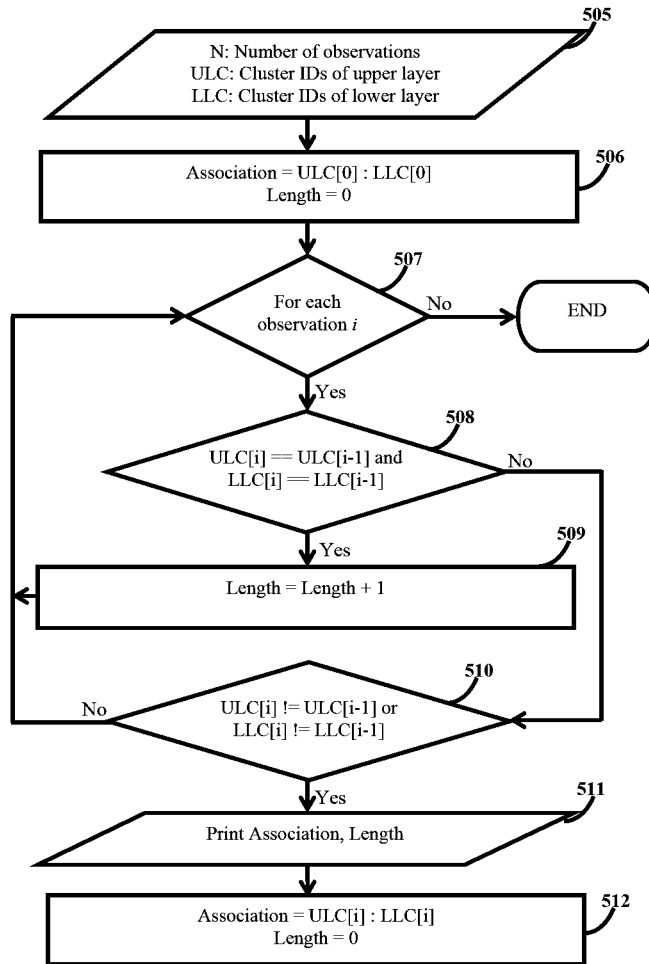 505
N: Number of observations
ULC: Cluster IDs of upper layer
LLC: Cluster IDs of lower layer
506
Association = ULC[0] : LLC[0]
Length = 0
507
For each
observation i
No
END
Yes
508
ULC[i] == ULC[i-1] and
LLC[i] == LLC[i-1]
No
Yes
509
Length = Length + 1
510
ULC[i] != ULC[i-1] or
LLC[i] != LLC[i-1]
No
Yes
511
Print Association, Length
512
Association = ULC[i] : LLC[i]
Length = 0